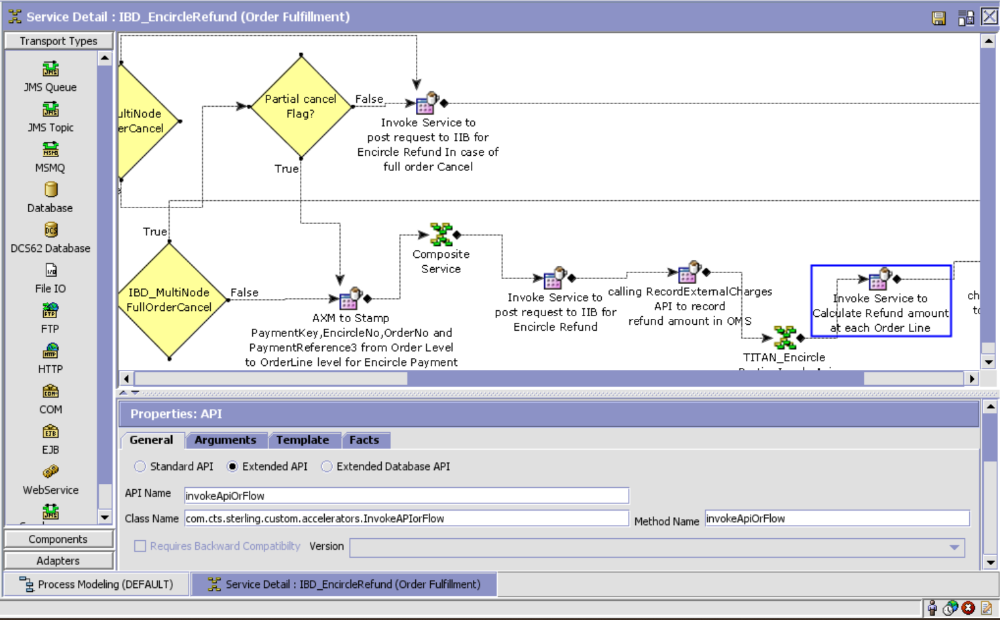 Service Detail : IBD_EncircleRefund (Order Fulfillment)
Transport Types
JMS Queue
JMS Topic
MSMQ
Database
DCS62 Database
File IO
FTP
HTTP
COM
EJB
WebService
Components
Adapters
ultiNode
erCancel
Partial cancel
Flag?
False
True
Invoke Service to
post request to IIB for
Encircle Refund In case of
full order Cancel
True
IBD_MultiNode
FullOrderCancel
False
AXM to Stamp
PaymentKey,EncircleNo,OrderNo and
PaymentReference3 from Order Level
to OrderLine level for Encircle Payment
Composite
Service
Invoke Service to
post request to IIB for
Encircle Refund
calling RecordExternalCharges
API to record
refund amount in OMS
TITAN_Encircle
Invoke Service to
Calculate Refund amount
at each Order Line
ch
Properties: API
General Arguments Template Facts
Standard API Extended API Extended Database API
API Name invokeApiOrFlow
Class Name com.cts.sterling.custom.accelerators.InvokeAPIorFlow Method Name invokeApiOrFlow
Requires Backward Compatibilty Version
Process Modeling (DEFAULT) Service Detail : IBD_EncircleRefund (Order Fulfillment)